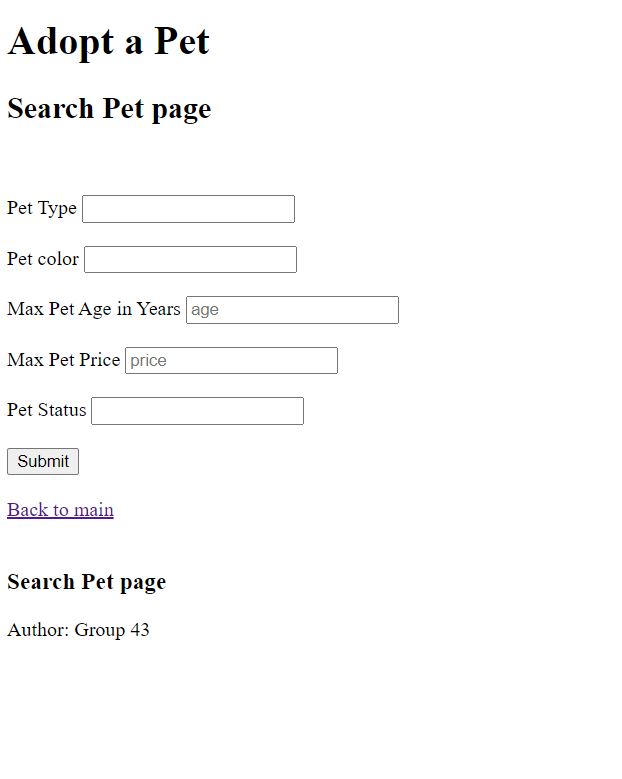 Adopt a Pet
Search Pet page
Pet Type
Pet color
Max Pet Age in Years age
Max Pet Price price
Pet Status
Submit
Back to main
Search Pet page
Author: Group 43